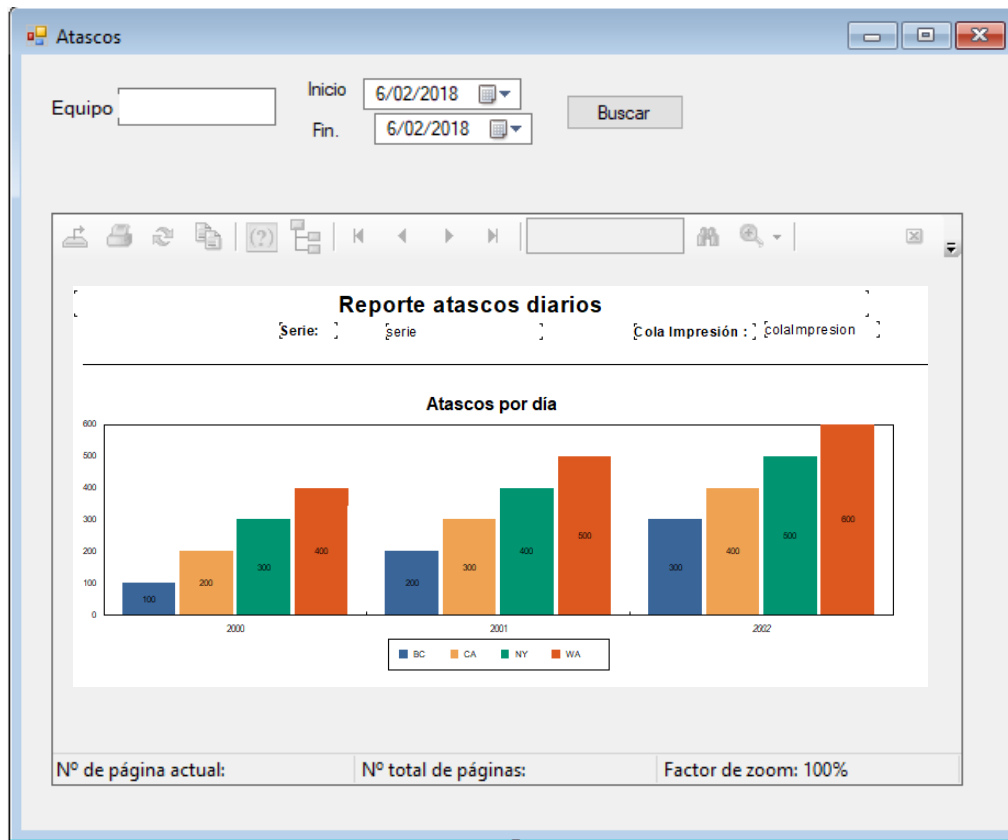 Atascos
Equipo
Inicio 6/02/2018
Fin. 6/02/2018
Buscar
(?)
Reporte atascos diarios
Serie: serie Cola Impresión : colaImpresion
Atascos por día
600
500
400
300
200
100
0
100 200 300 400
200 300 400 500
300 400 500 600
2000 2001 2002
BC CA NY WA
Nº de página actual: Nº total de páginas: Factor de zoom: 100%